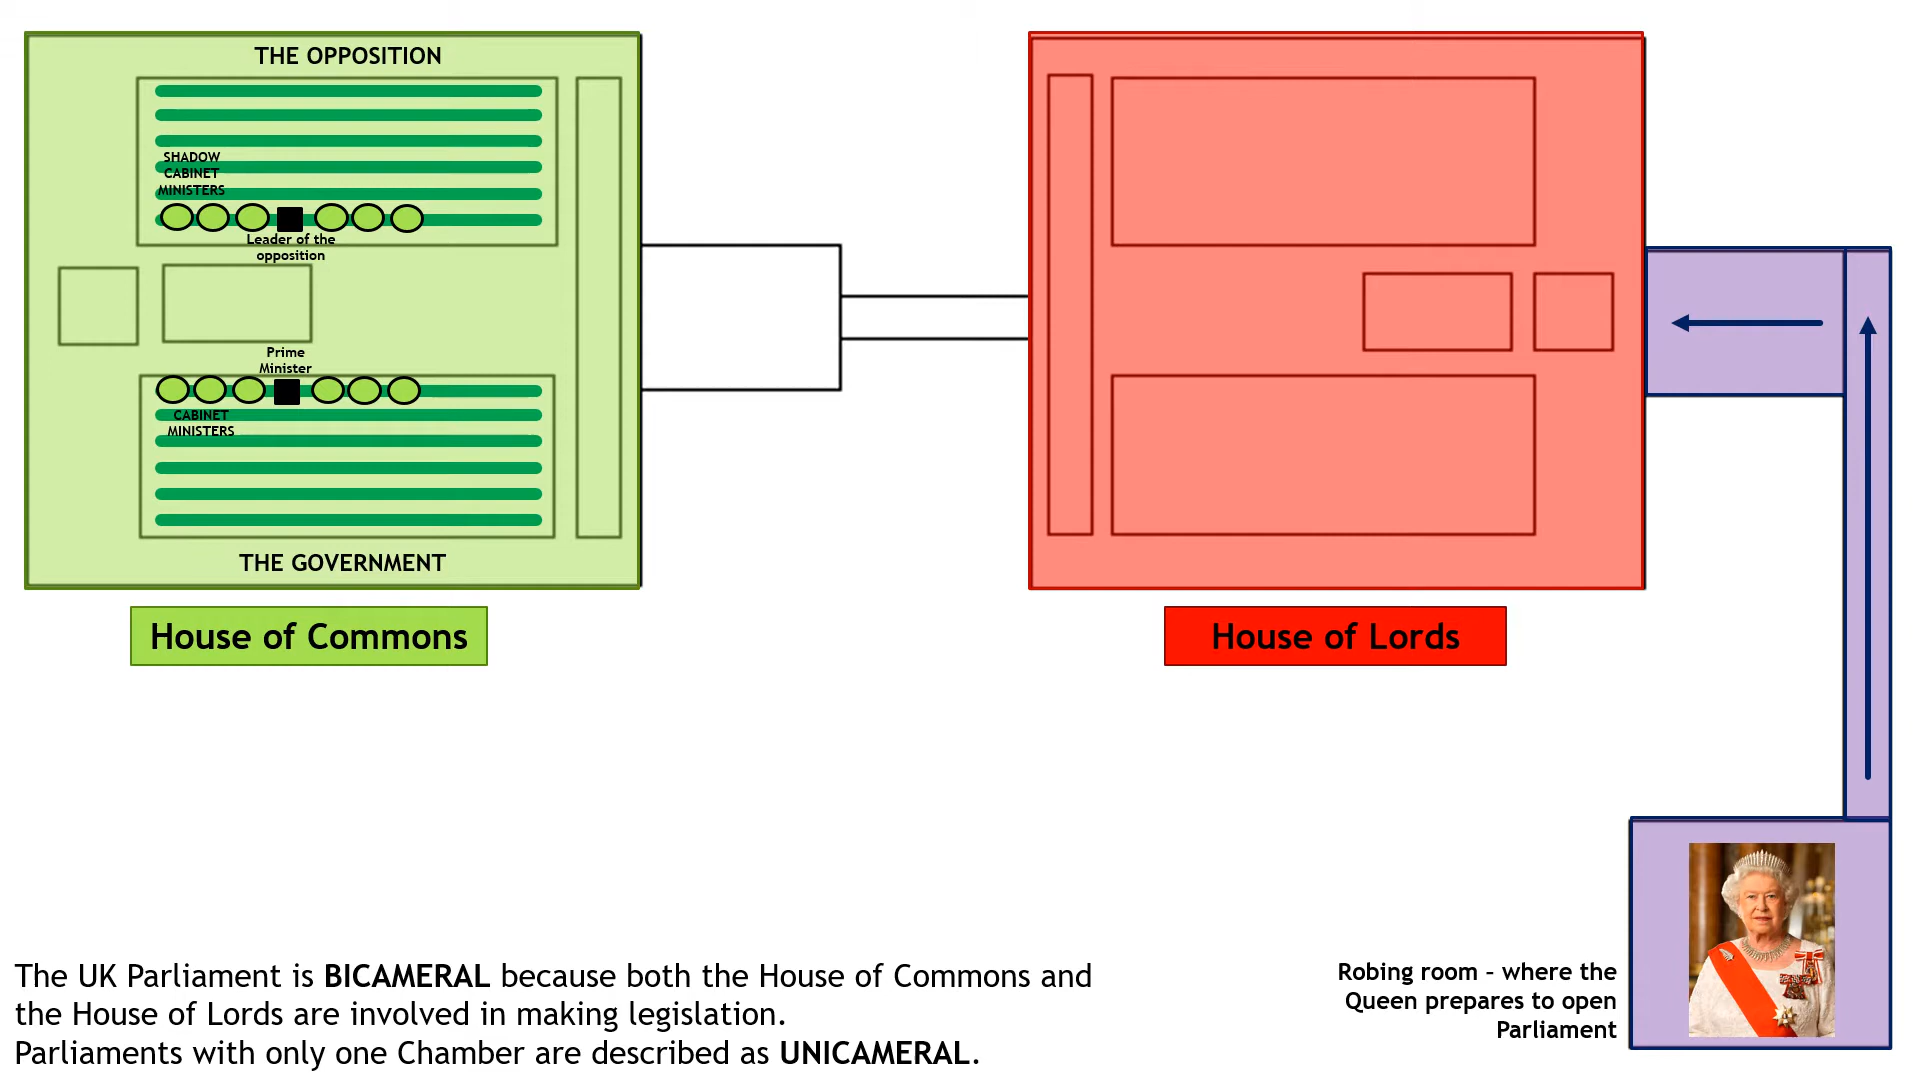 THE OPPOSITION
SHADOW
CABINET
MINISTERS
Leader of the
opposition
Prime
Minister
CABINET
MINISTERS
THE GOVERNMENT
House of Commons
House of Lords
The UK Parliament is BICAMERAL because both the House of Commons and
the House of Lords are involved in making legislation.
Parliaments with only one Chamber are described as UNICAMERAL.
Robing room - where the
Queen prepares to open
Parliament